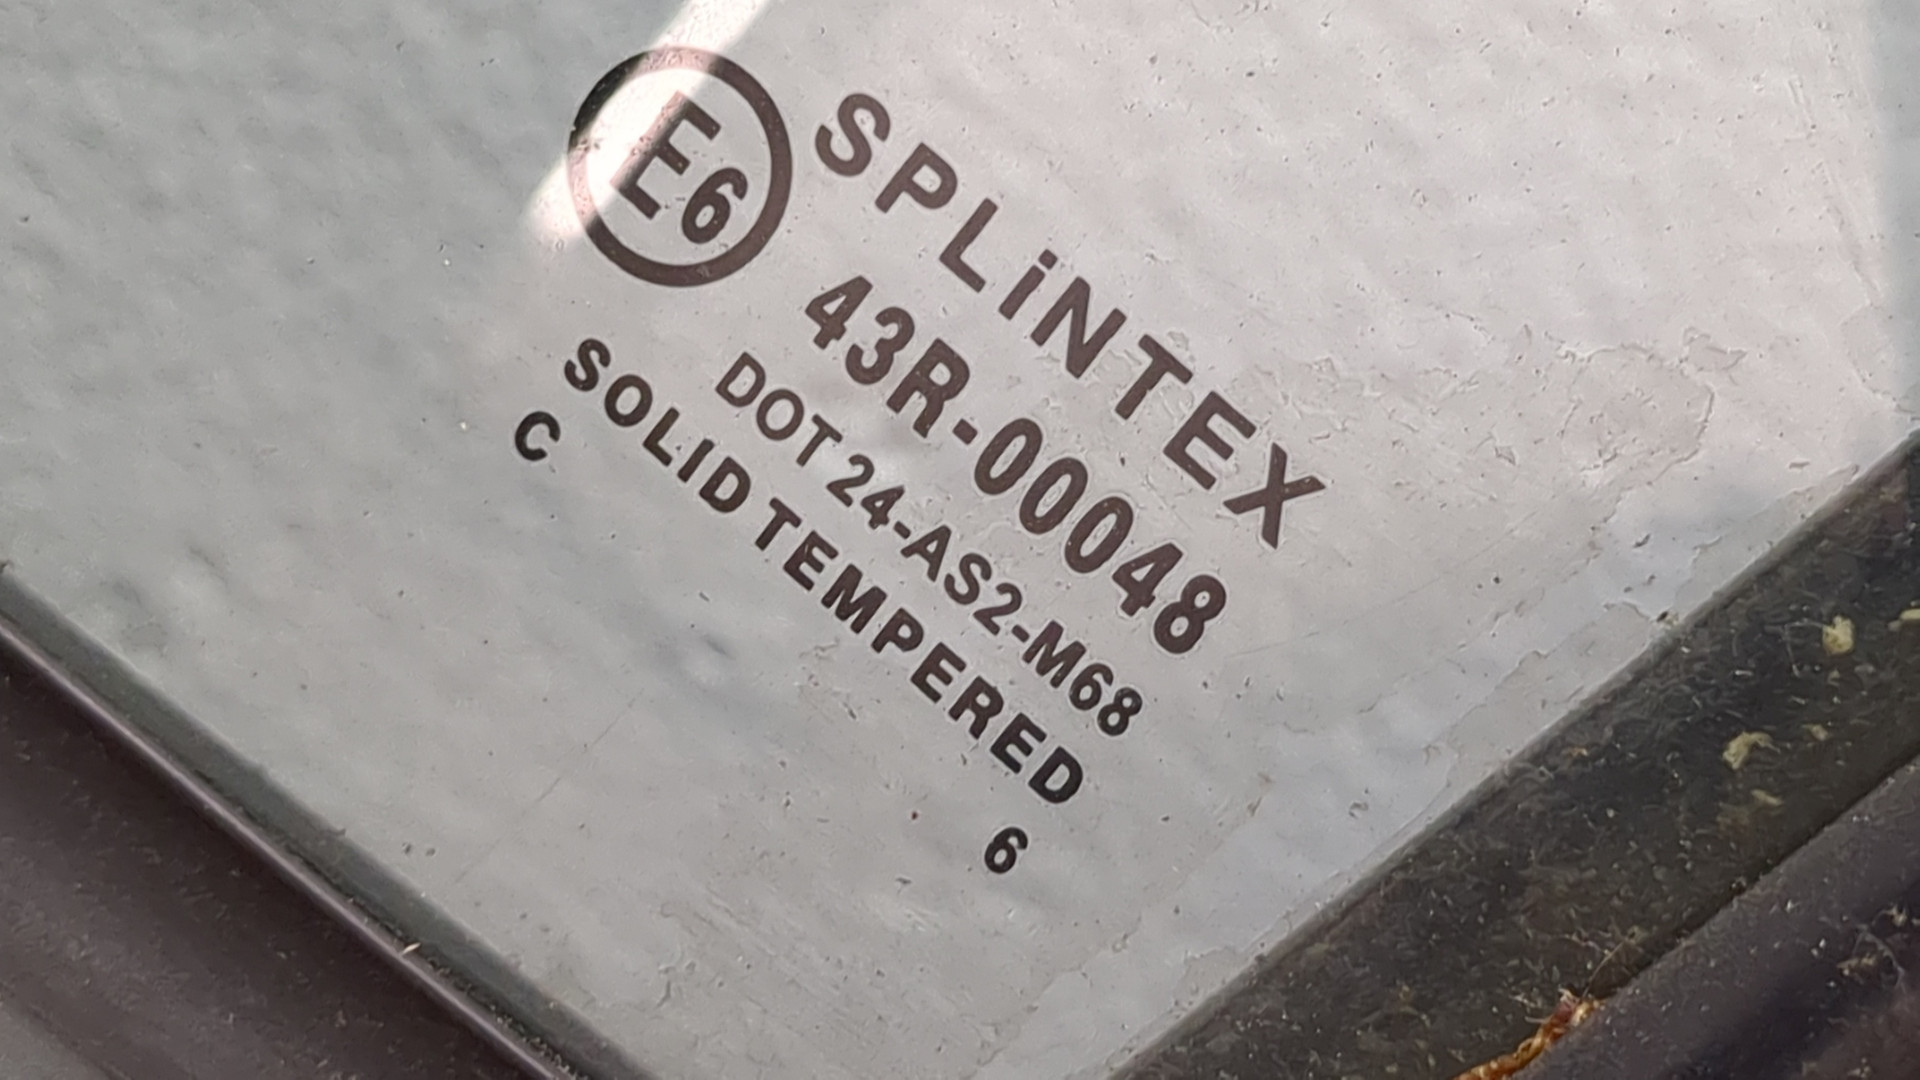 E6
SPLiNTEX
43R-00048
DOT 24-AS2-M68
SOLID TEMPERED
C 6